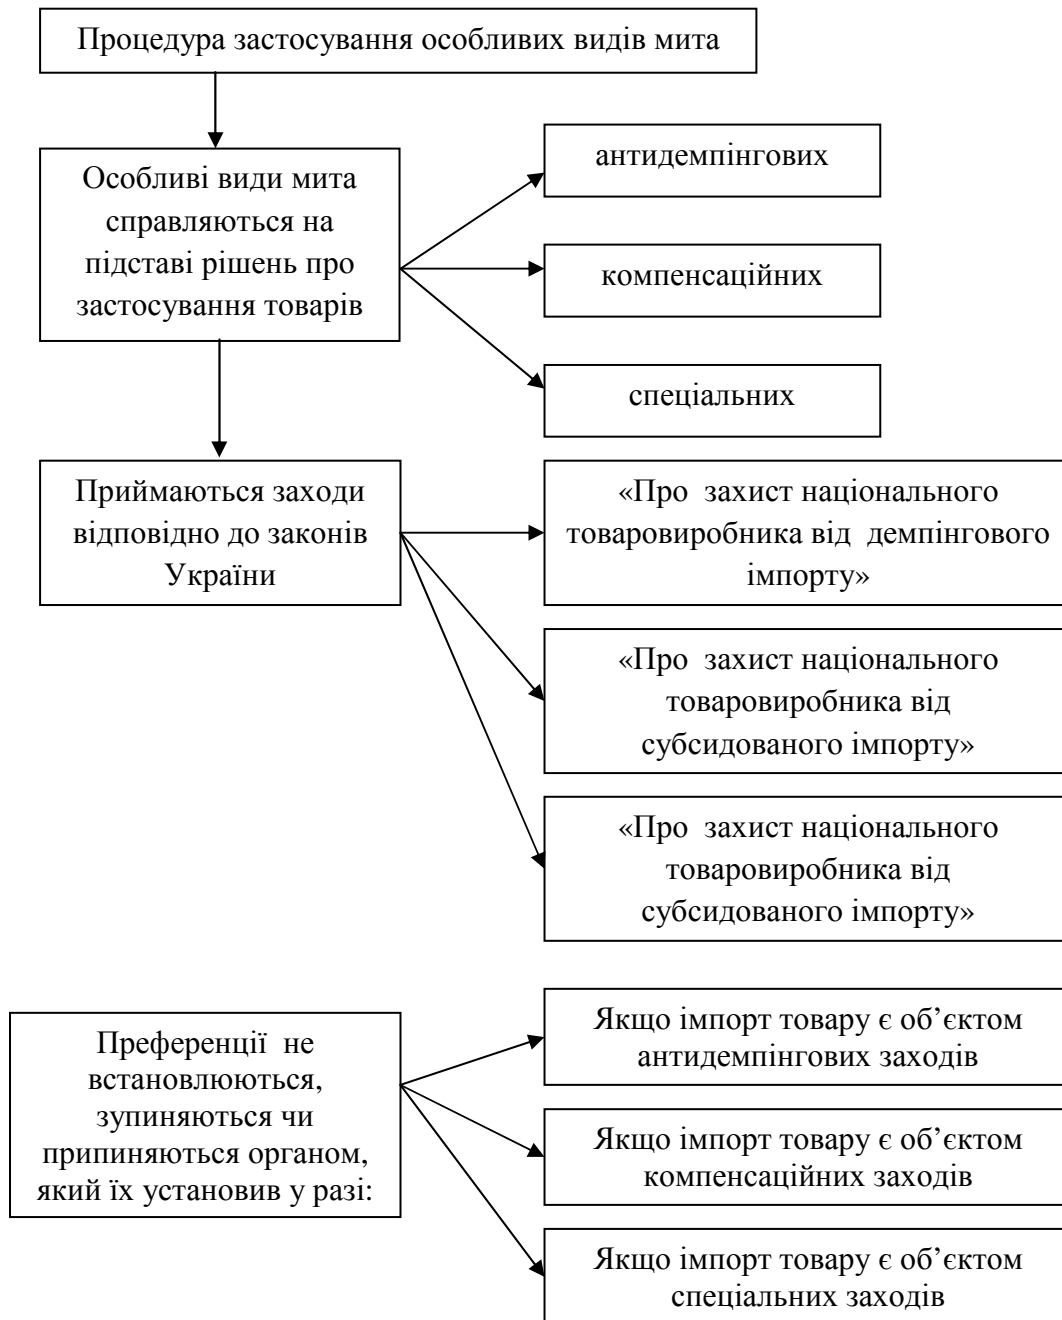 Процедура застосування особливих видів мита
Особливі види мита
справляються на
підставі рішень про
застосування товарів
антидемпінгових
компенсаційних
спеціальних
Приймаються заходи
відповідно до законів
України
«Про захист національного
товаровиробника від демпінгового
імпорту»
«Про захист національного
товаровиробника від
субсидованого імпорту»
«Про захист національного
товаровиробника від
субсидованого імпорту»
Преференції не
встановлюються,
зупиняються чи
припиняються органом,
який їх установив у разі:
Якщо імпорт товару є об’єктом
антидемпінгових заходів
Якщо імпорт товару є об’єктом
компенсаційних заходів
Якщо імпорт товару є об’єктом
спеціальних заходів